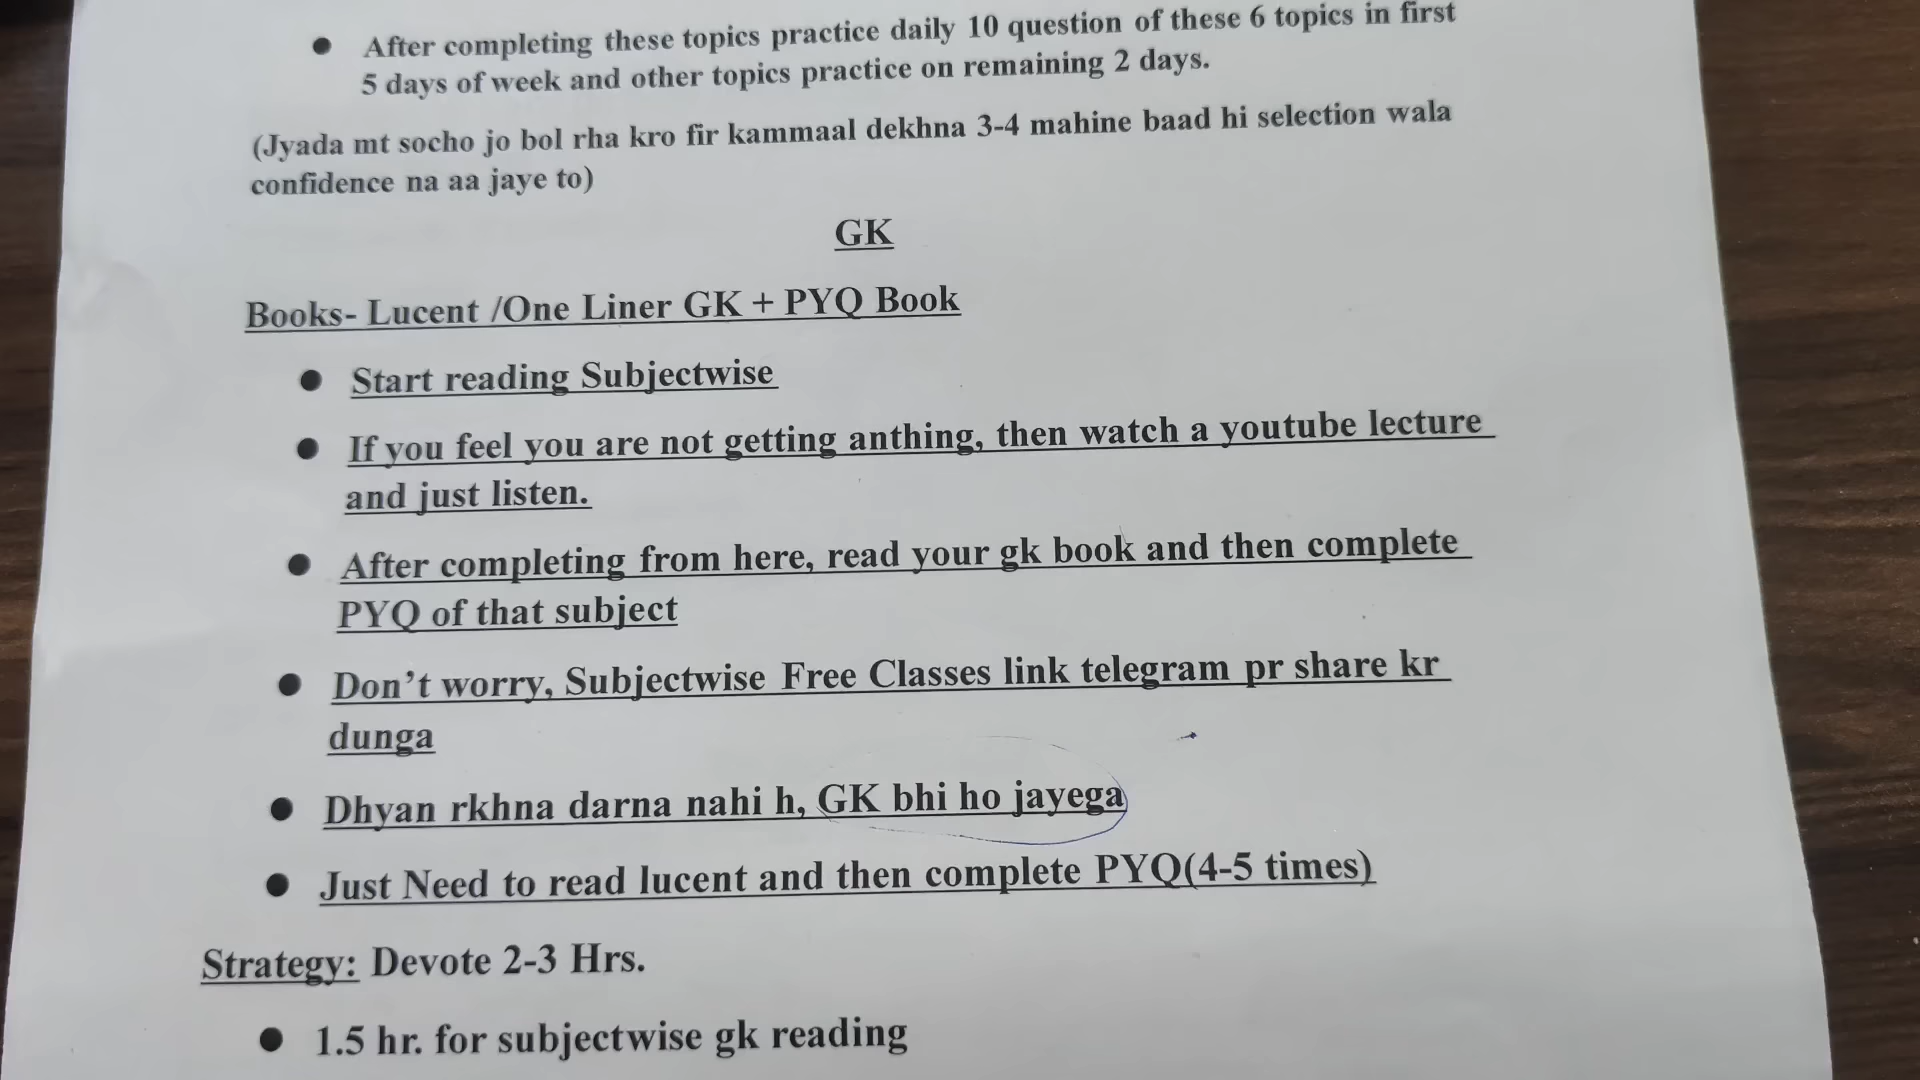 ● After completing these topics practice daily 10 question of these 6 topics in first
5 days of week and other topics practice on remaining 2 days.
(Jyada mt socho jo bol rha kro fir kammaal dekhna 3-4 mahine baad hi selection wala
confidence na aa jaye to)
GK
Books- Lucent /One Liner GK + PYQ Book
● Start reading Subjectwise
● If you feel you are not getting anthing, then watch a youtube lecture
and just listen.
● After completing from here, read your gk book and then complete
PYQ of that subject
● Don’t worry, Subjectwise Free Classes link telegram pr share kr
dunga
● Dhyan rkhna darna nahi h, GK bhi ho jayega
● Just Need to read lucent and then complete PYQ(4-5 times)
Strategy: Devote 2-3 Hrs.
● 1.5 hr. for subjectwise gk reading